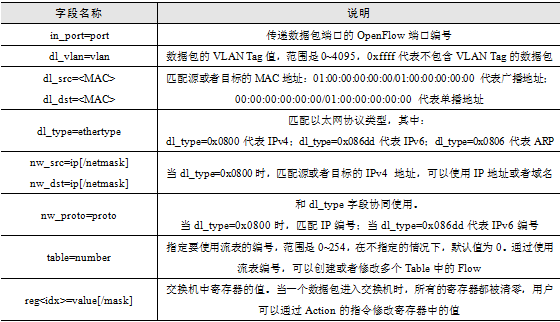 字段名称 说明
in_port=port 传递数据包端口的 OpenFlow 端口编号
dl_vlan=vlan 数据包的 VLAN Tag 值，范围是 0~4095，0xffff 代表不包含 VLAN Tag 的数据包
dl_src=<MAC>
dl_dst=<MAC>
匹配源或者目标的 MAC 地址：01:00:00:00:00:00/01:00:00:00:00:00 代表广播地址；
00:00:00:00:00:00/01:00:00:00:00:00 代表单播地址
dl_type=ethertype
匹配以太网协议类型，其中：
dl_type=0x0800 代表 IPv4；dl_type=0x086dd 代表 IPv6；dl_type=0x0806 代表 ARP
nw_src=ip[/netmask]
nw_dst=ip[/netmask]
当 dl_type=0x0800 时，匹配源或者目标的 IPv4 地址，可以使用 IP 地址或者域名
nw_proto=proto
和 dl_type 字段协同使用。
当 dl_type=0x0800 时，匹配 IP 编号；当 dl_type=0x086dd 代表 IPv6 编号
table=number
指定要使用流表的编号，范围是 0~254，在不指定的情况下，默认值为 0。通过使用
流表编号，可以创建或者修改多个 Table 中的 Flow
reg<idx>=value[/mask]
交换机中寄存器的值。当一个数据包进入交换机时，所有的寄存器都被清零，用户
可以通过 Action 的指令修改寄存器中的值